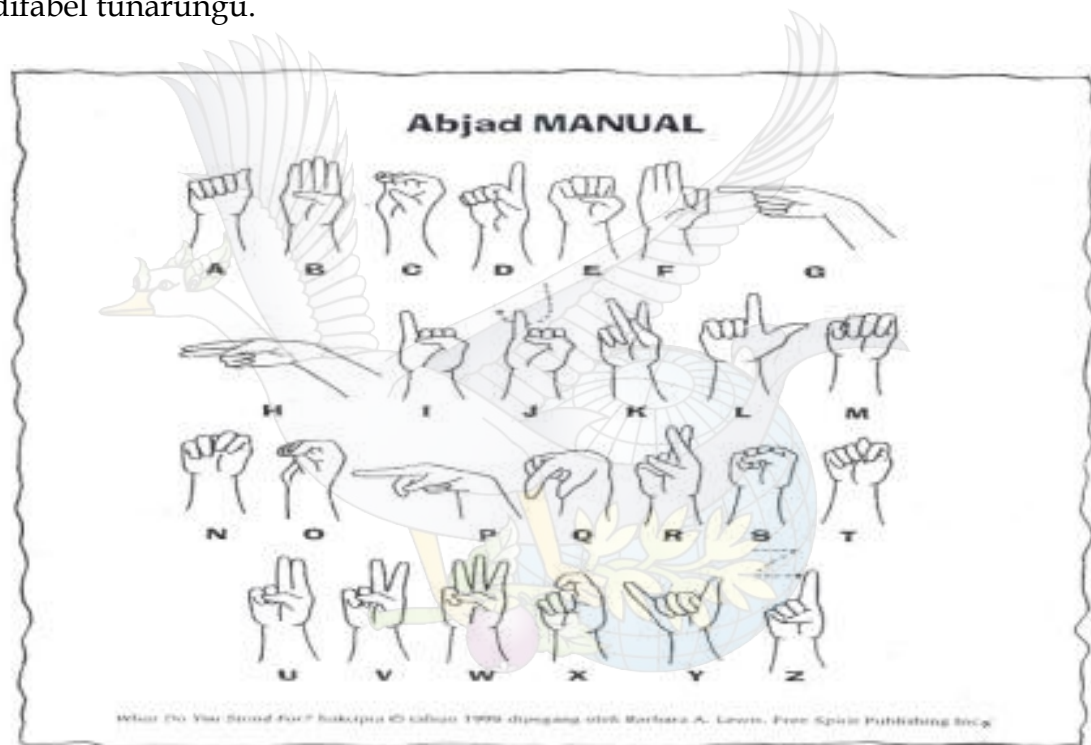 difabel tunarungu.
Abjad MANUAL
A B C D E F G
H I J K L M
N O P Q R S T
U V W X Y Z
What Do You Stand For? hakcipta © tahun 1998 dipegang oleh Barbara A. Lewis. Free Spirit Publishing Inc